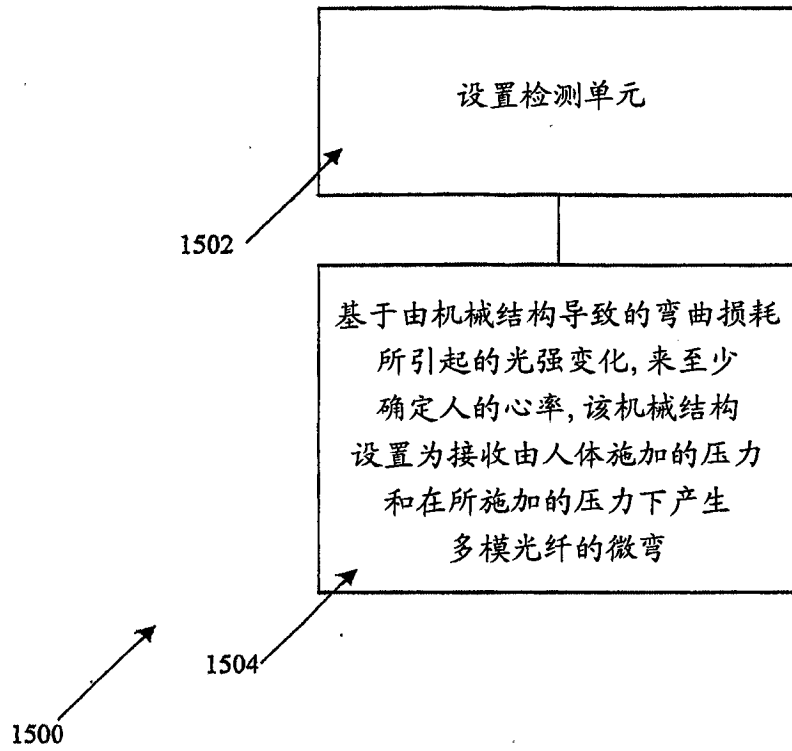 设置检测单元
1502
基于由机械结构导致的弯曲损耗
所引起的光强变化,来至少
确定人的心率,该机械结构
设置为接收由人体施加的压力
和在所施加的压力下产生
多模光纤的微弯
1504
1500